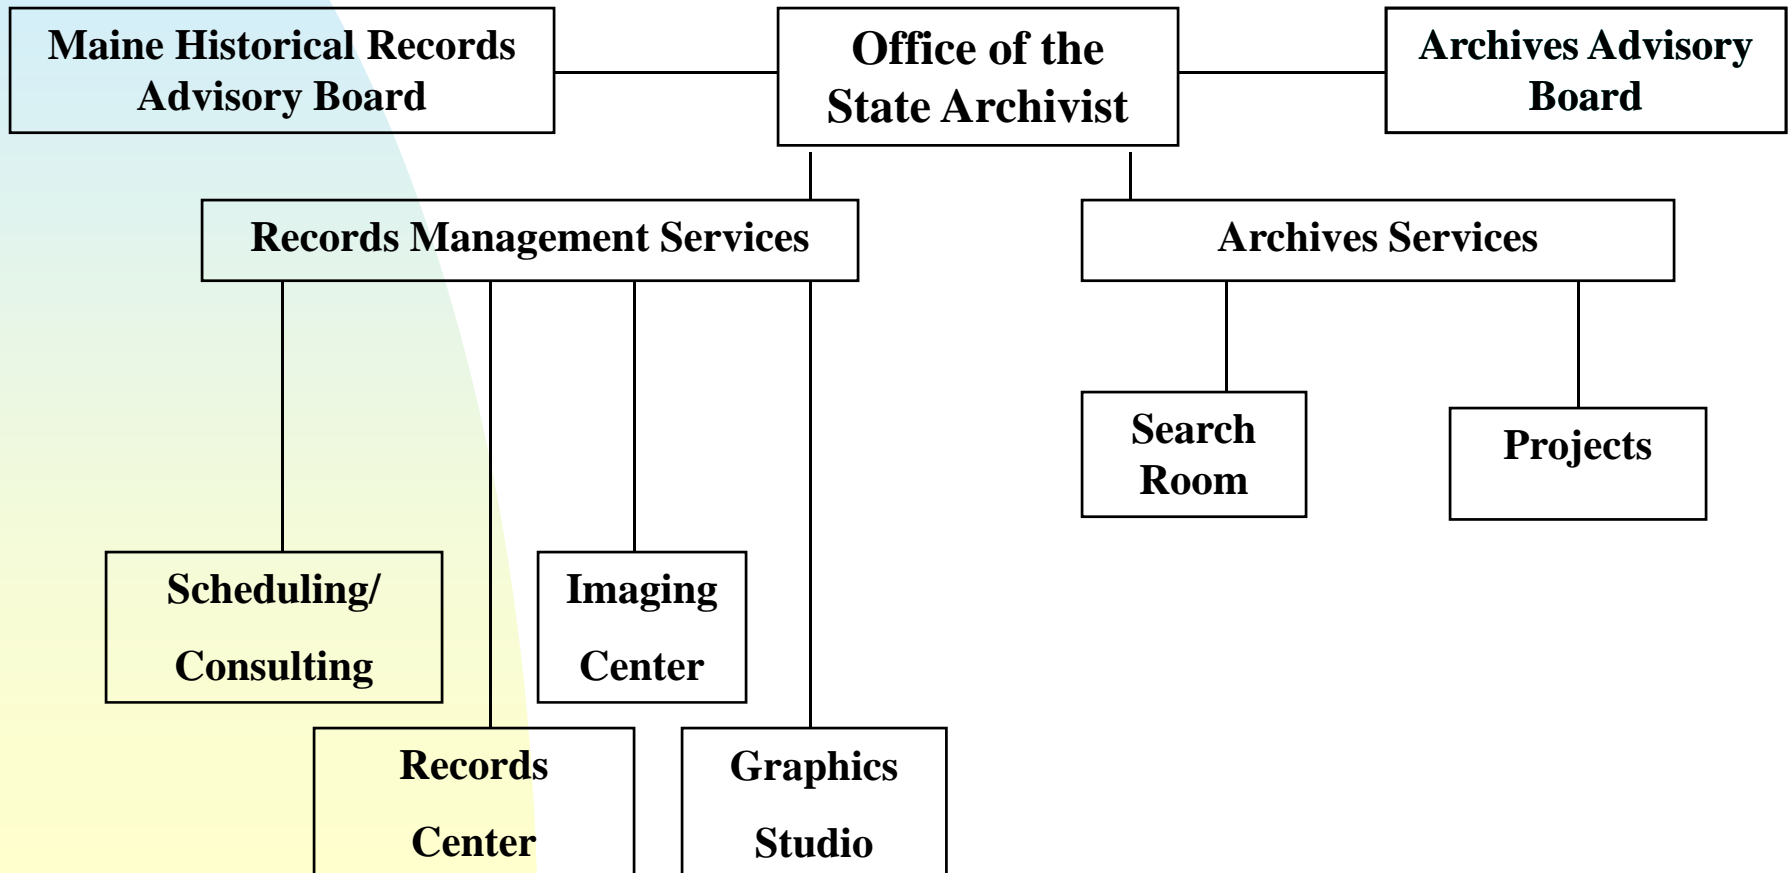 Maine Historical Records
Advisory Board
Office of the
State Archivist
Archives Advisory
Board
Records Management Services
Archives Services
Search
Room
Projects
Scheduling/
Consulting
Imaging
Center
Records
Center
Graphics
Studio